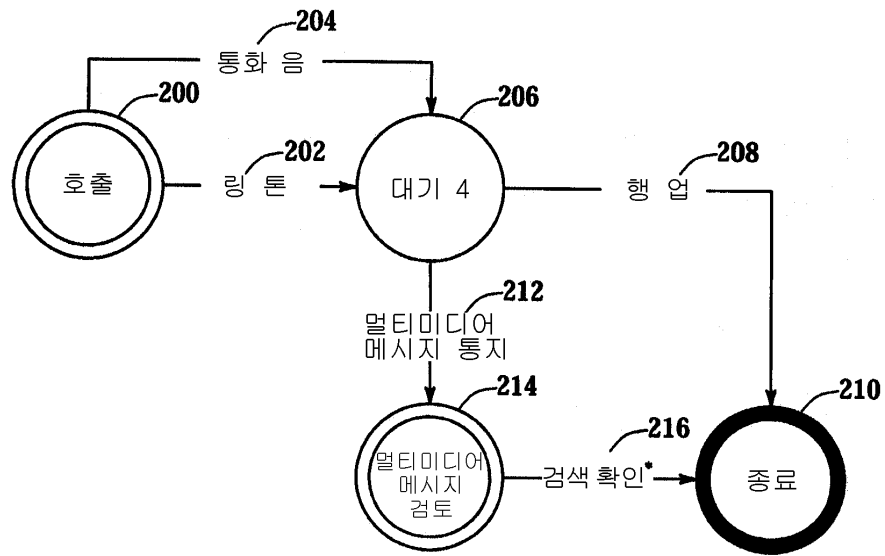 204
통화 음
200
206
202
208
호출
링 톤
대기 4
행 업
212
멀티미디어
메시지 통지
214
210
216
멀티미디어
메시지
검토
검색 확인*
종료